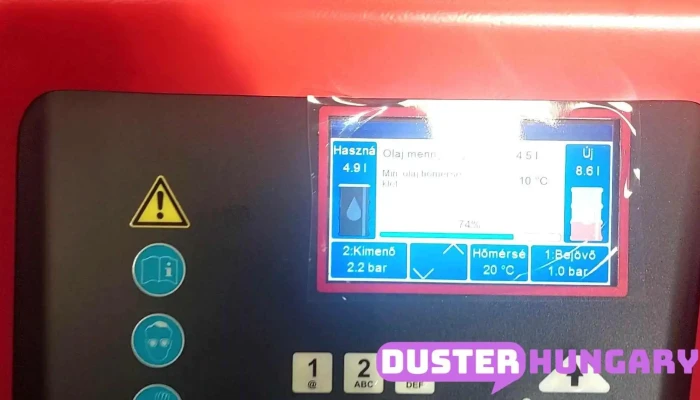 Haszná
4.9 l
Olaj menny
4.5 l
10 °C
74%
Új
8.6 l
2:Kimenő
2.2 bar
Hőmérsé
20 °C
1:Bejövő
1.0 bar
1
@
2
ABC
DEF
DUSTERHUNGARY